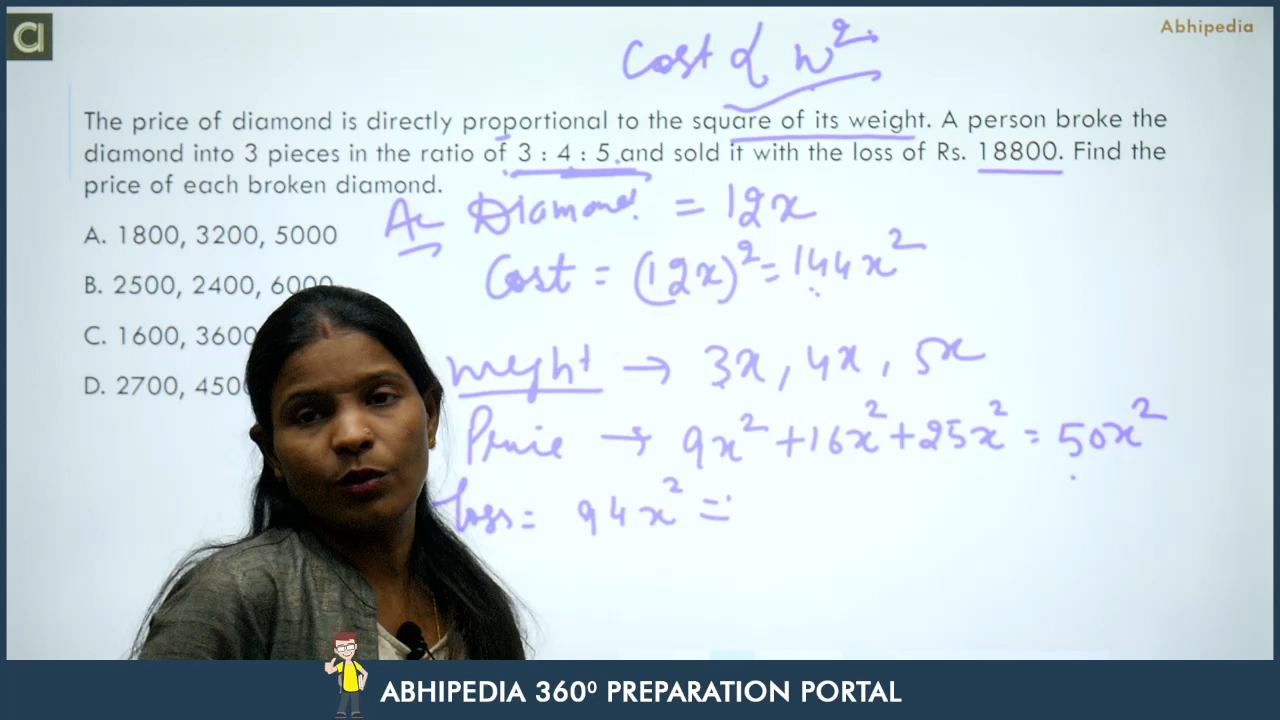 Abhipedia
Cost ∝ w²
The price of diamond is directly proportional to the square of its weight. A person broke the
diamond into 3 pieces in the ratio of 3 : 4 : 5 and sold it with the loss of Rs. 18800. Find the
price of each broken diamond.
Diamond = 12x
A. 1800, 3200, 5000
Cost = (12x)² = 144x²
B. 2500, 2400, 6000
C. 1600, 3600
weight → 3x, 4x, 5x
D. 2700, 450
Price → 9x² + 16x² + 25x² = 50x²
loss = 94x² =
ABHIPEDIA 360⁰ PREPARATION PORTAL